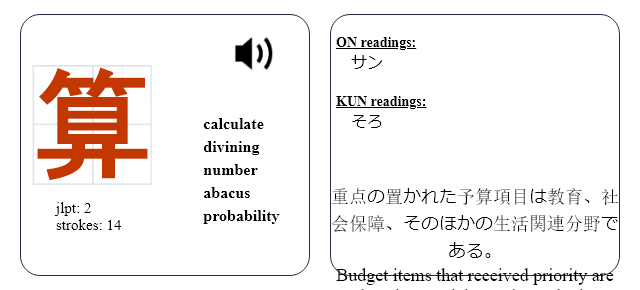 算
calculate
divining
number
abacus
probability
jlpt: 2
strokes: 14
ON readings:
サン
KUN readings:
そろ
重点の置かれた予算項目は教育、社
会保障、そのほかの生活関連分野で
ある。
Budget items that received priority are